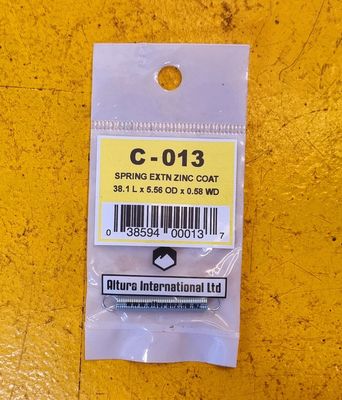 C-013
SPRING EXTN ZINC COAT
38.1 L x 5.56 OD x 0.58 WD
0 38594 00013 7
Altura International Ltd